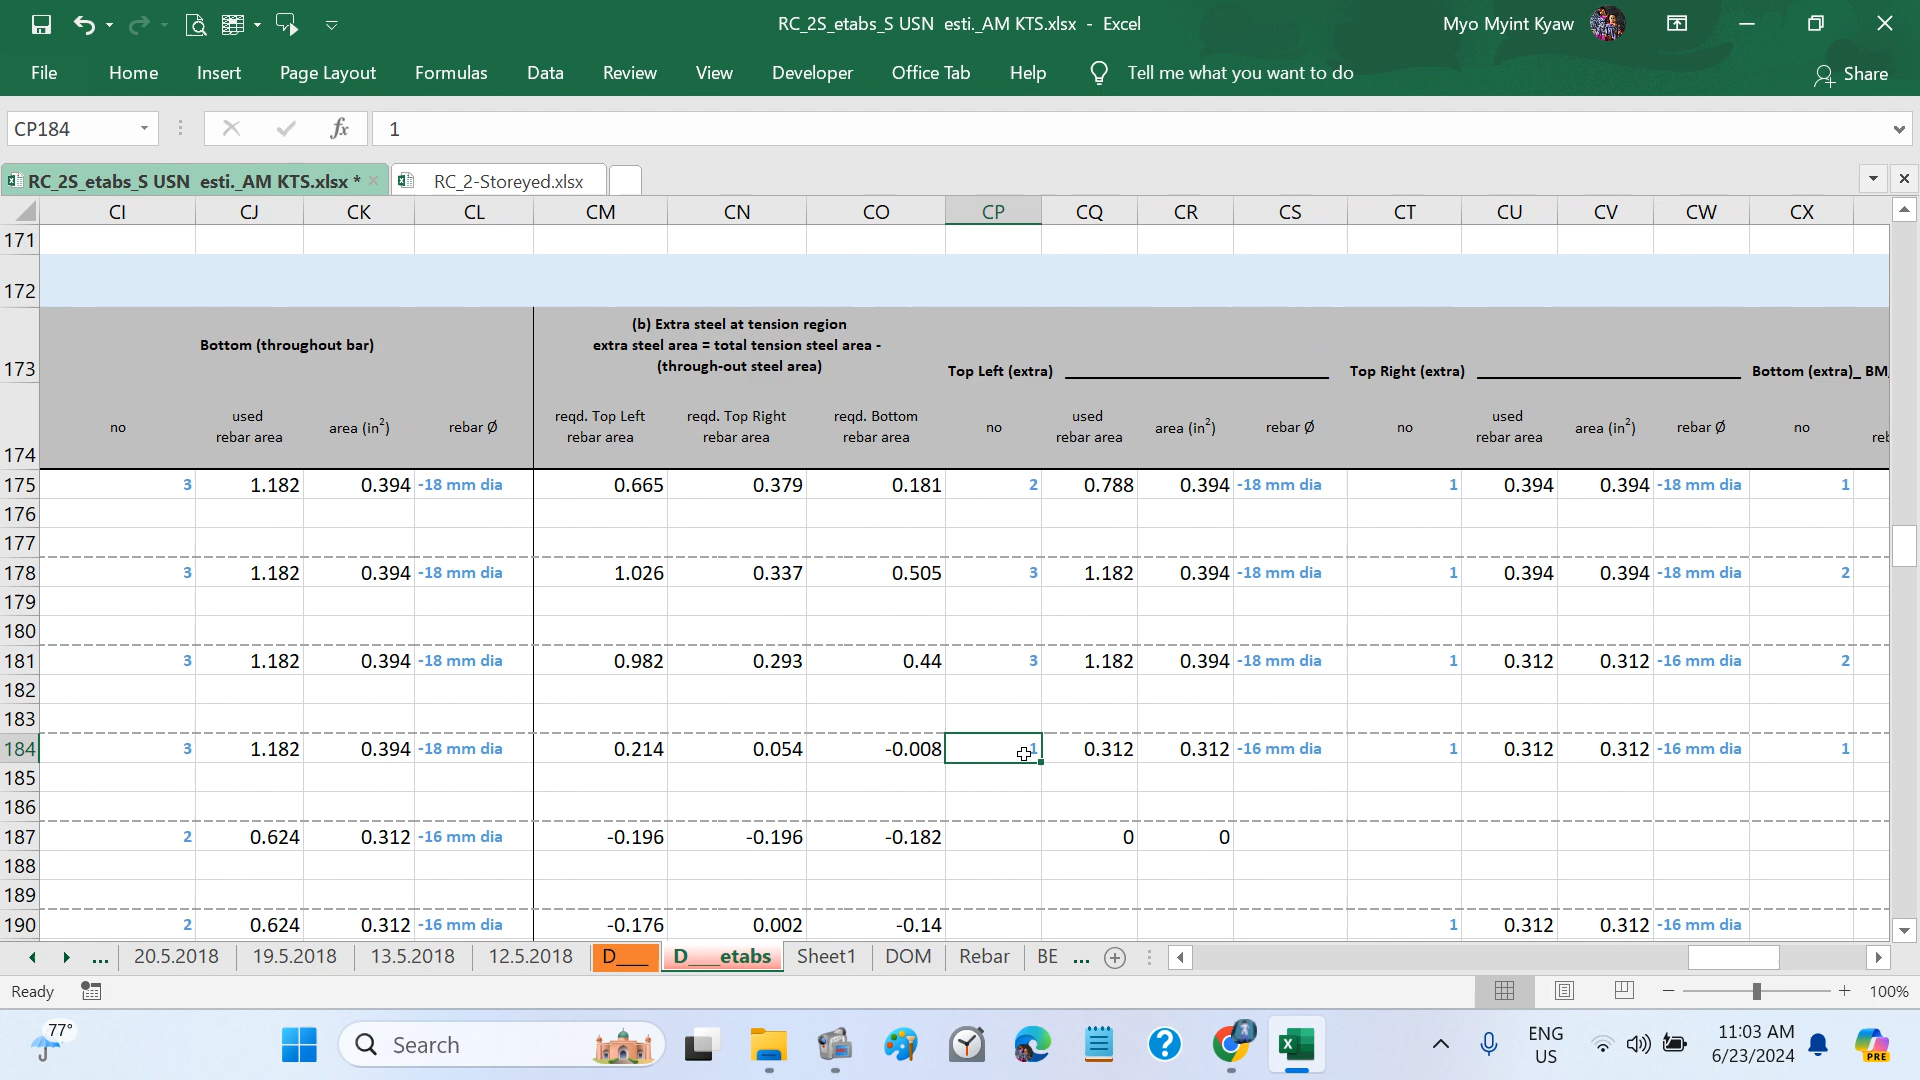 RC_2S_etabs_S USN esti._AM KTS.xlsx - Excel
Myo Myint Kyaw
File Home Insert Page Layout Formulas Data Review View Developer Office Tab Help Tell me what you want to do Share
CP184 fx 1
RC_2S_etabs_S USN esti._AM KTS.xlsx * RC_2-Storeyed.xlsx
CI CJ CK CL CM CN CO CP CQ CR CS CT CU CV CW CX
171
172
173 Bottom (throughout bar) (b) Extra steel at tension region
extra steel area = total tension steel area -
(through-out steel area) Top Left (extra) Top Right (extra) Bottom (extra)_ BM
174 no used rebar area area (in²) rebar Ø reqd. Top Left rebar area reqd. Top Right rebar area reqd. Bottom rebar area no used rebar area area (in²) rebar Ø no used rebar area area (in²) rebar Ø no reb
175 3 1.182 0.394 -18 mm dia 0.665 0.379 0.181 2 0.788 0.394 -18 mm dia 1 0.394 0.394 -18 mm dia 1
176
177
178 3 1.182 0.394 -18 mm dia 1.026 0.337 0.505 3 1.182 0.394 -18 mm dia 1 0.394 0.394 -18 mm dia 2
179
180
181 3 1.182 0.394 -18 mm dia 0.982 0.293 0.44 3 1.182 0.394 -18 mm dia 1 0.312 0.312 -16 mm dia 2
182
183
184 3 1.182 0.394 -18 mm dia 0.214 0.054 -0.008 1 0.312 0.312 -16 mm dia 1 0.312 0.312 -16 mm dia 1
185
186
187 2 0.624 0.312 -16 mm dia -0.196 -0.196 -0.182 0 0
188
189
190 2 0.624 0.312 -16 mm dia -0.176 0.002 -0.14 1 0.312 0.312 -16 mm dia
... 20.5.2018 19.5.2018 13.5.2018 12.5.2018 D___ D___etabs Sheet1 DOM Rebar BE ...
Ready 100%
77° Search ENG 11:03 AM
US 6/23/2024 PRE